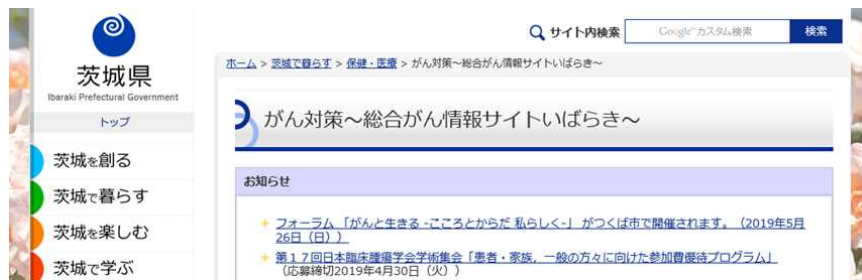 サイト内検索 Google カスタム検索 検索
茨城県
Ibaraki Prefectural Government
トップ
茨城を創る
茨城で暮らす
茨城を楽しむ
茨城で学ぶ
ホーム > 茨城で暮らす > 保健・医療 > がん対策～総合がん情報サイトいばらき～
がん対策～総合がん情報サイトいばらき～
お知らせ
フォーラム 「がんと生きる -こころとからだ 私らしく-」 がつくば市で開催されます。（2019年5月
26日（日））
第１７回日本臨床腫瘍学会学術集会「患者・家族，一般の方々に向けた参加費優待プログラム」
（応募締切2019年4月30日（火））